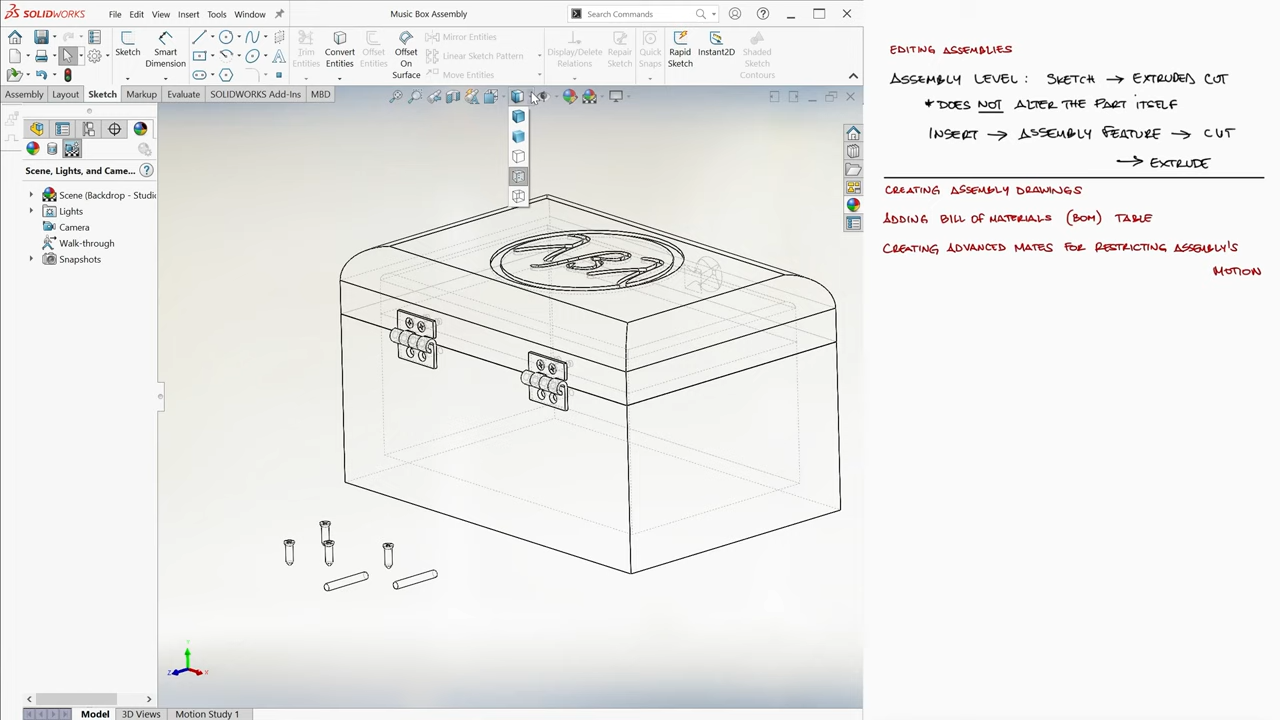 SOLIDWORKS
File
Edit
View
Insert
Tools
Window
Music Box Assembly
Search Commands
Sketch
Smart Dimension
Trim Entities
Convert Entities
Offset Entities
Offset On Surface
Mirror Entities
Linear Sketch Pattern
Move Entities
Display/Delete Relations
Repair Sketch
Quick Snaps
Rapid Sketch
Instant2D
Shaded Sketch Contours
Assembly
Layout
Sketch
Markup
Evaluate
SOLIDWORKS Add-Ins
MBD
Scene, Lights, and Came...
Scene (Backdrop - Studio
Lights
Camera
Walk-through
Snapshots
Model
3D Views
Motion Study 1
EDITING ASSEMBLIES
ASSEMBLY LEVEL: SKETCH → EXTRUDED CUT
* DOES NOT ALTER THE PART ITSELF
INSERT → ASSEMBLY FEATURE → CUT
→ EXTRUDE
CREATING ASSEMBLY DRAWINGS
ADDING BILL OF MATERIALS (BOM) TABLE
CREATING ADVANCED MATES FOR RESTRICTING ASSEMBLY'S
MOTION